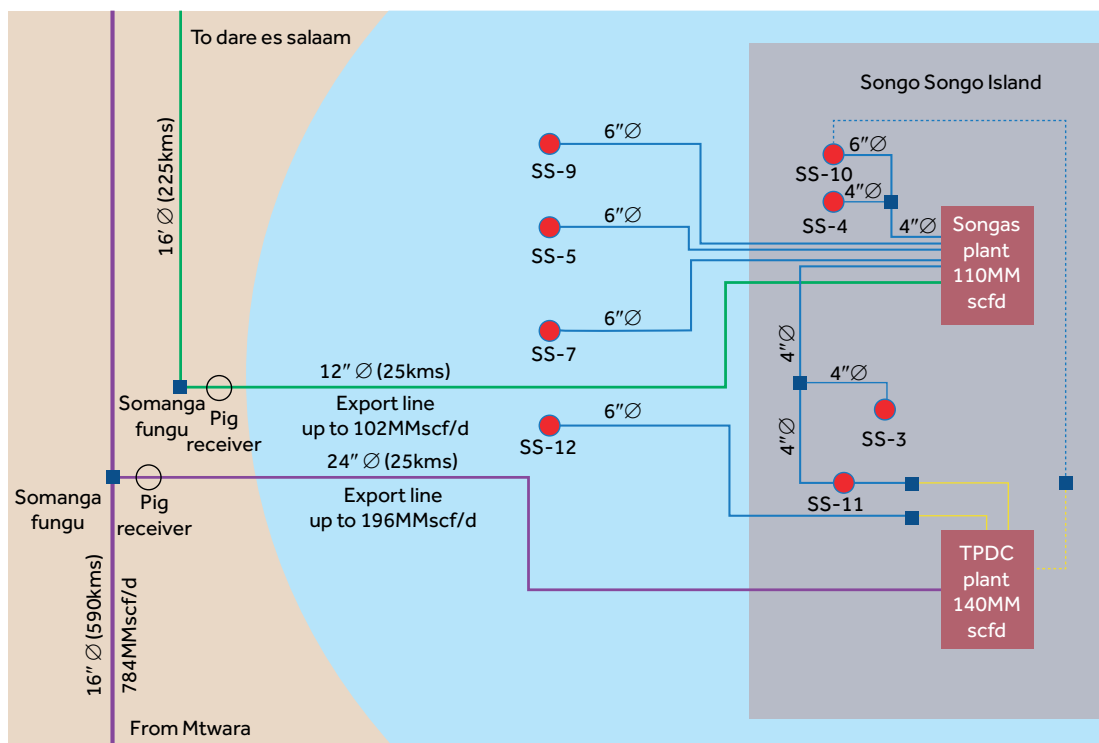 To dare es salaam
16' Ø (225kms)
Songo Songo Island
6"Ø
SS-9
6"Ø
SS-5
6"Ø
SS-7
6"Ø
SS-10
4"Ø
SS-4
4"Ø
Songas
plant
110MM
scfd
4"Ø
4"Ø
SS-3
4"Ø
12" Ø (25kms)
Export line
up to 102MMscf/d
Somanga
fungu
Pig
receiver
6"Ø
SS-12
24" Ø (25kms)
Export line
up to 196MMscf/d
Somanga
fungu
Pig
receiver
SS-11
TPDC
plant
140MM
scfd
16" Ø (590kms)
784MMscf/d
From Mtwara